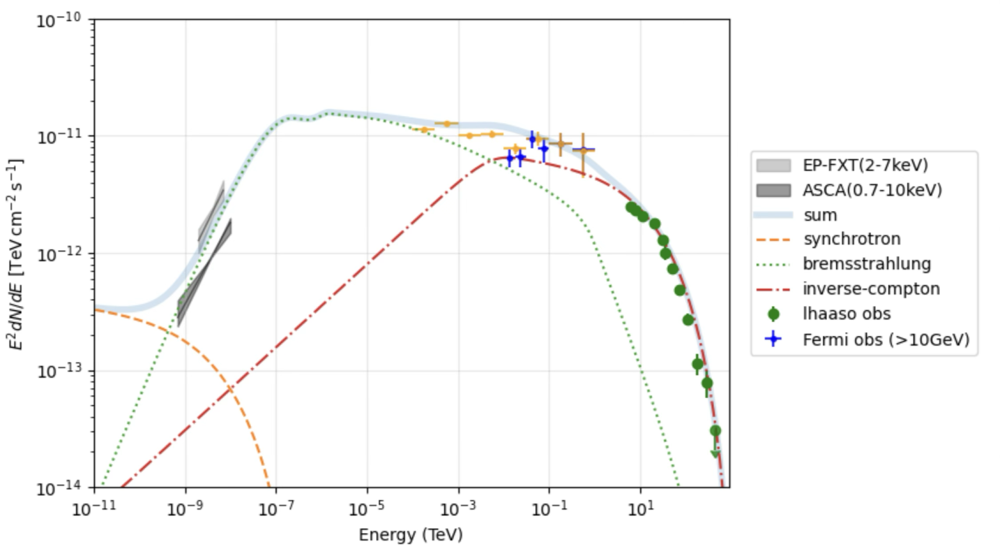 10⁻¹⁰
10⁻¹¹
10⁻¹²
10⁻¹³
10⁻¹⁴
E²dN/dE [TeV cm⁻² s⁻¹]
10⁻¹¹ 10⁻⁹ 10⁻⁷ 10⁻⁵ 10⁻³ 10⁻¹ 10¹
Energy (TeV)
EP-FXT(2-7keV)
ASCA(0.7-10keV)
sum
synchrotron
bremsstrahlung
inverse-compton
lhaaso obs
Fermi obs (>10GeV)